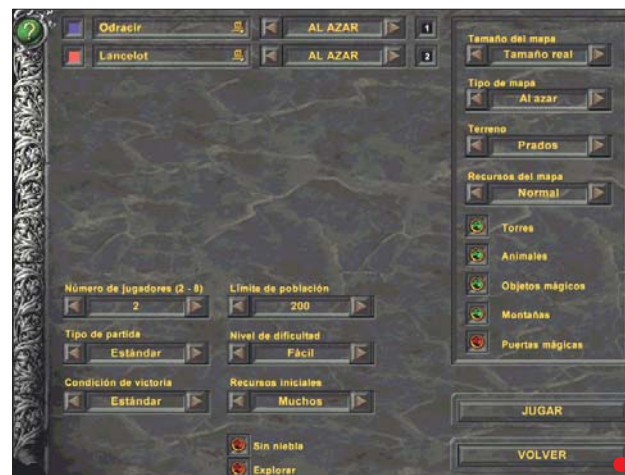 ?
Odracir AL AZAR 1
Lancelot AL AZAR 2
Tamaño del mapa
Tamaño real
Tipo de mapa
Al azar
Terreno
Prados
Recursos del mapa
Normal
Torres
Animales
Objetos mágicos
Montañas
Puertas mágicas
Número de jugadores (2 - 8) Límite de población
2 200
Tipo de partida Nivel de dificultad
Estándar Fácil
Condición de victoria Recursos iniciales
Estándar Muchos
Sin niebla
Explorar
JUGAR
VOLVER